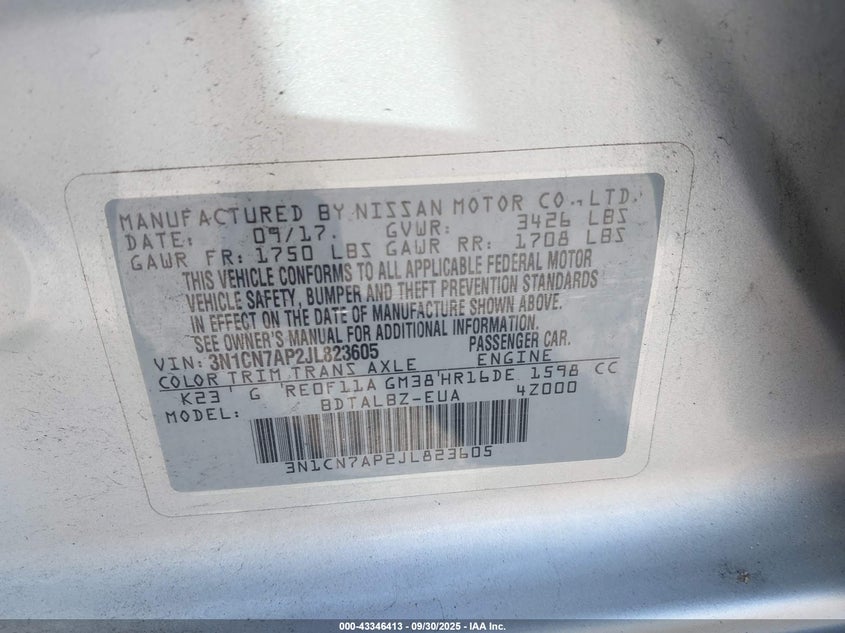 MANUFACTURED BY NISSAN MOTOR CO.,LTD.
DATE: 09/17. GVWR: 3426 LBS
GAWR FR: 1750 LBS GAWR RR: 1708 LBS
THIS VEHICLE CONFORMS TO ALL APPLICABLE FEDERAL MOTOR
VEHICLE SAFETY, BUMPER AND THEFT PREVENTION STANDARDS
IN EFFECT ON THE DATE OF MANUFACTURE SHOWN ABOVE.
SEE OWNER'S MANUAL FOR ADDITIONAL INFORMATION.
VIN: 3N1CN7AP2JL823605 PASSENGER CAR.
COLOR TRIM TRANS AXLE ENGINE
K23 G 'RE0F11A GM38'HR16DE 1598 CC
MODEL: BDTALBZ-EUA 4Z000
3N1CN7AP2JL823605
000-43346413 - 09/30/2025 - IAA Inc.